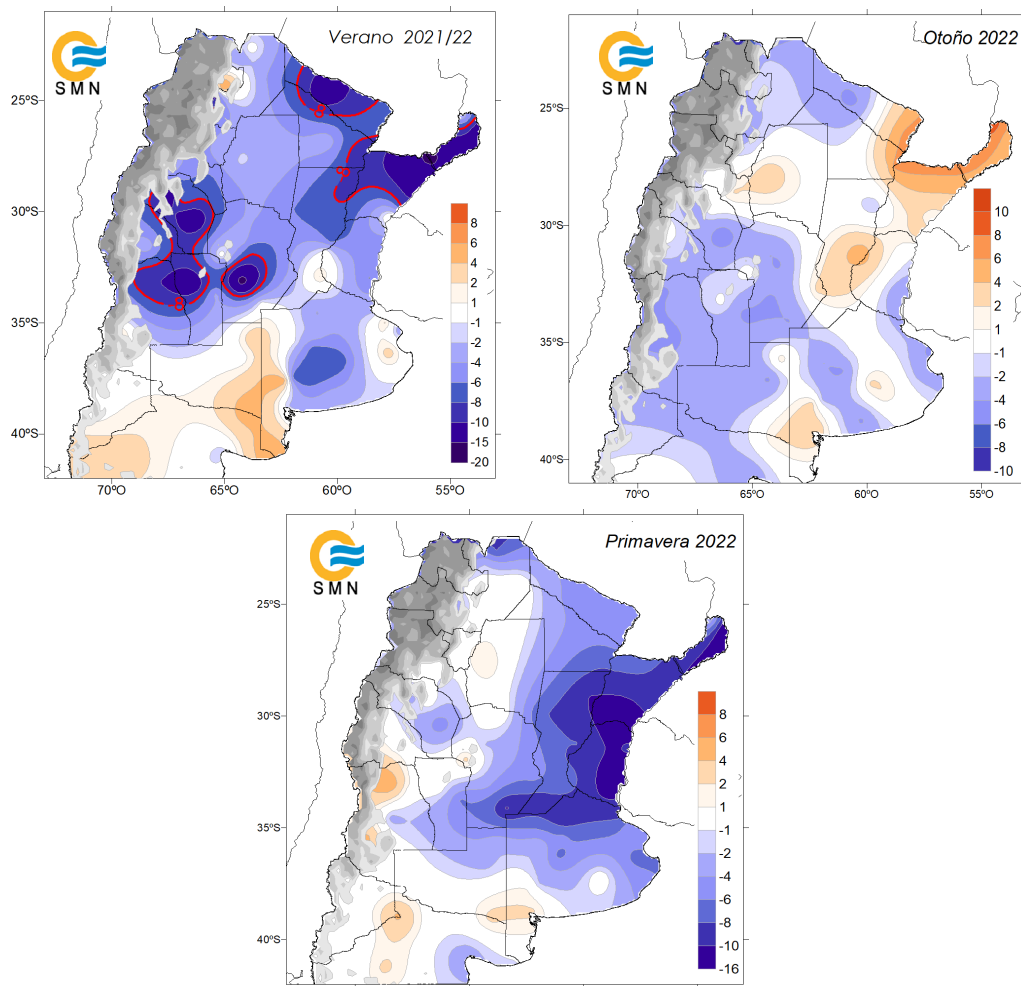 Verano 2021/22
SMN
25ºS
30ºS
35ºS
40ºS
70ºO
65ºO
60ºO
55ºO
8
6
4
2
1
-1
-2
-4
-6
-8
-10
-15
-20
Otoño 2022
SMN
25ºS
30ºS
35ºS
40ºS
70ºO
65ºO
60ºO
55ºO
10
8
6
4
2
1
-1
-2
-4
-6
-8
-10
Primavera 2022
SMN
25ºS
30ºS
35ºS
40ºS
8
6
4
2
1
-1
-2
-4
-6
-8
-10
-16